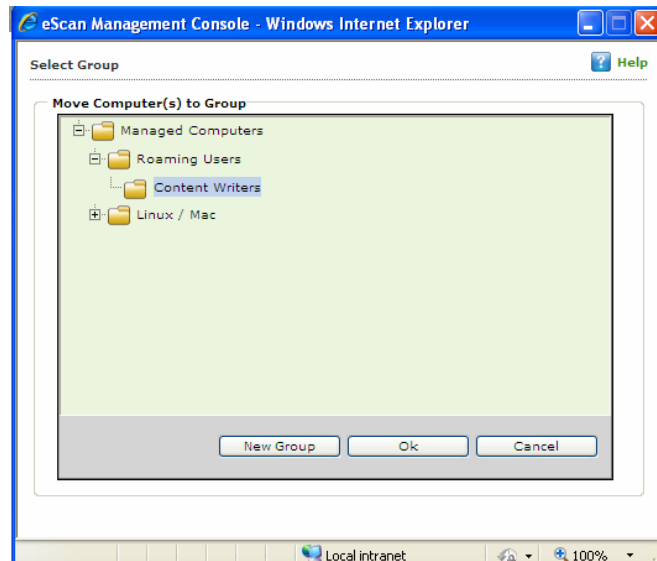 eScan Management Console - Windows Internet Explorer
Select Group
Help
Move Computer(s) to Group
Managed Computers
Roaming Users
Content Writers
Linux / Mac
New Group
Ok
Cancel
Local intranet
100%